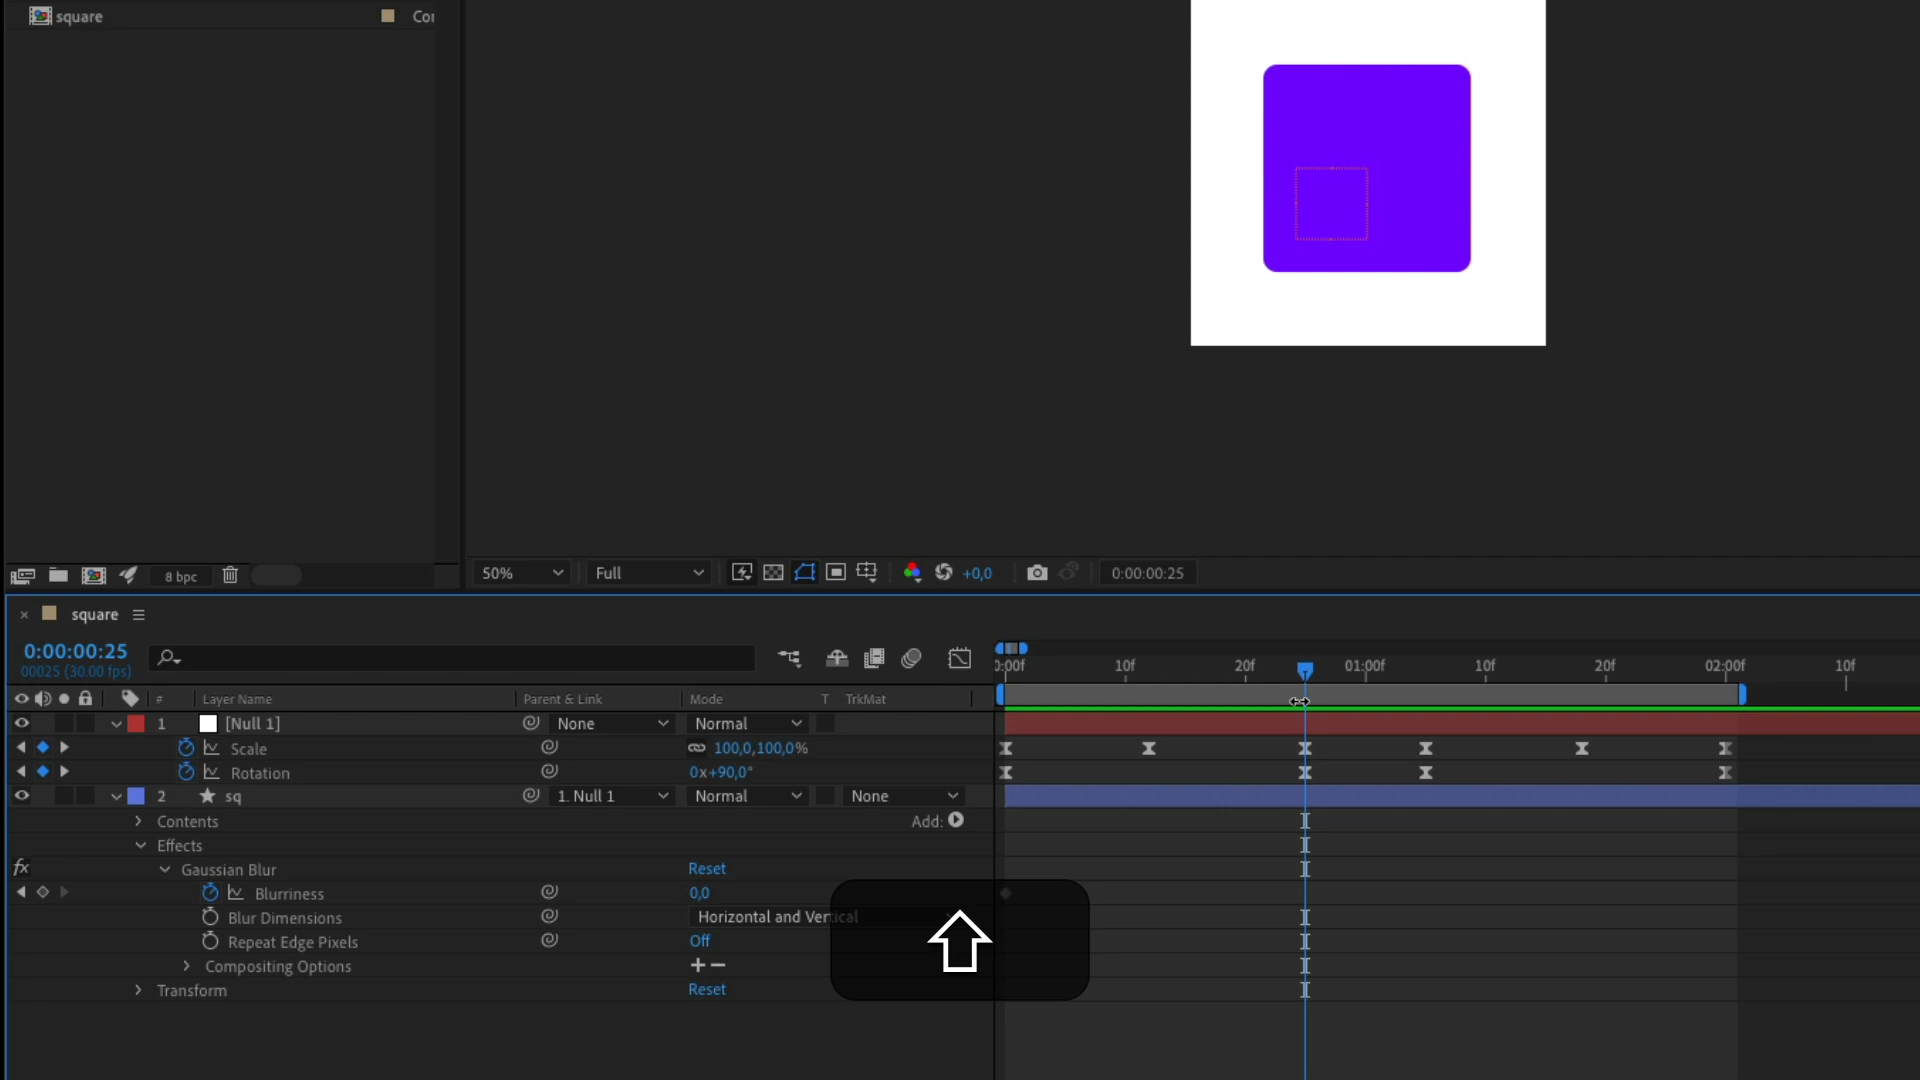 square
Cor
8 bpc
50%
Full
+0,0
0:00:00:25
square
0:00:00:25
00025 (30.00 fps)
0:00f 10f 20f 01:00f 10f 20f 02:00f 10f
# Layer Name Parent & Link Mode T TrkMat
1 [Null 1] None Normal
Scale 100,0,100,0%
Rotation 0x+90,0°
2 sq 1. Null 1 Normal None
Contents Add:
Effects
fx Gaussian Blur Reset
Blurriness 0,0
Blur Dimensions Horizontal and Vertical
Repeat Edge Pixels Off
Compositing Options
Transform Reset